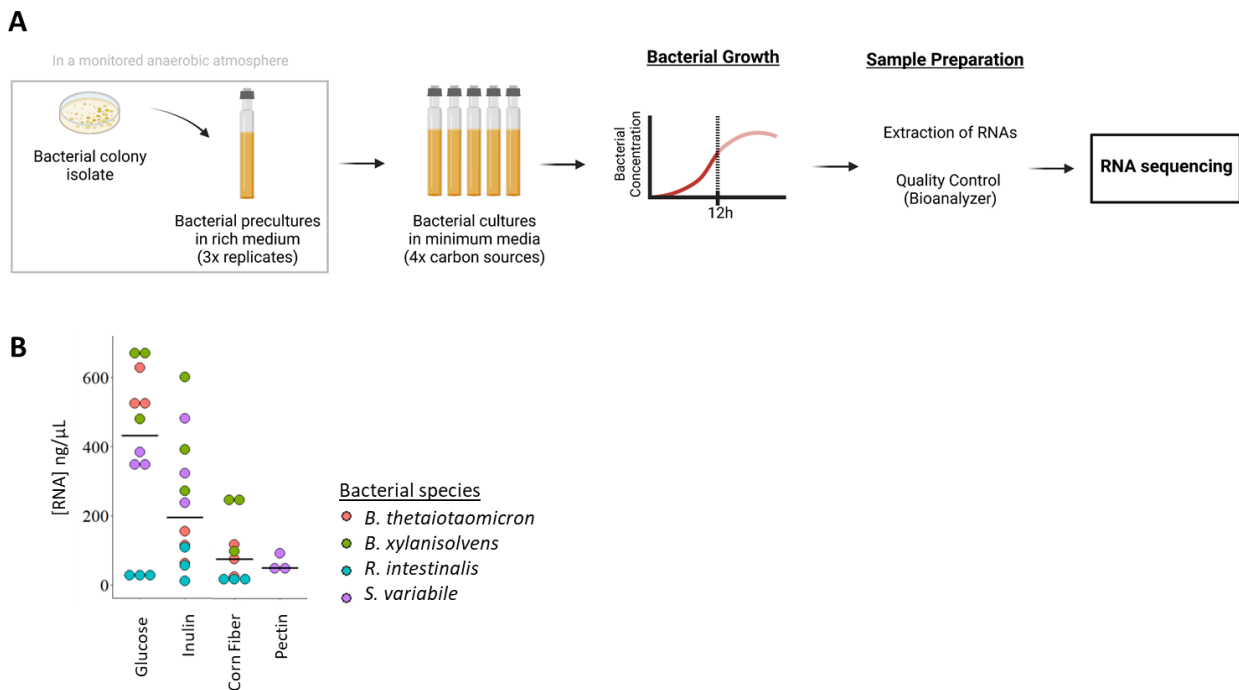 A
In a monitored anaerobic atmosphere
Bacterial colony
isolate
Bacterial precultures
in rich medium
(3x replicates)
Bacterial cultures
in minimum media
(4x carbon sources)
Bacterial Growth
Bacterial
Concentration
12h
Sample Preparation
Extraction of RNAs
Quality Control
(Bioanalyzer)
RNA sequencing
B
[RNA] ng/µL
600
400
200
0
Glucose
Inulin
Corn Fiber
Pectin
Bacterial species
B. thetaiotaomicron
B. xylanisolvens
R. intestinalis
S. variabile